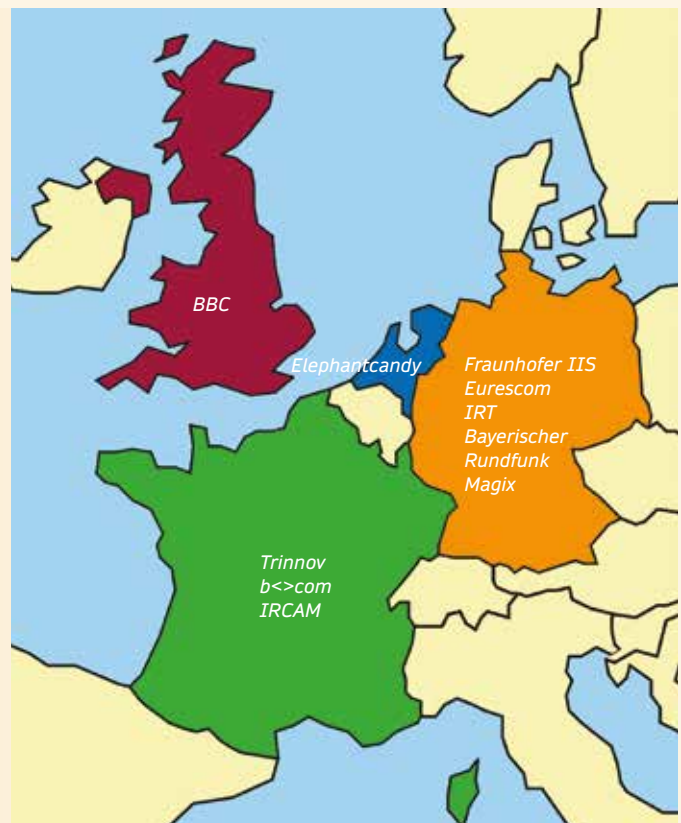 BBC
Elephantcandy
Fraunhofer IIS
Eurescom
IRT
Bayerischer
Rundfunk
Magix
Trinnov
b<>com
IRCAM